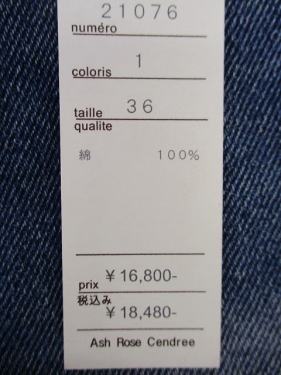 21076
numéro
coloris 1
taille 36
qualite
綿 100%
prix ¥16,800-
税込み
¥18,480-
Ash Rose Cendree